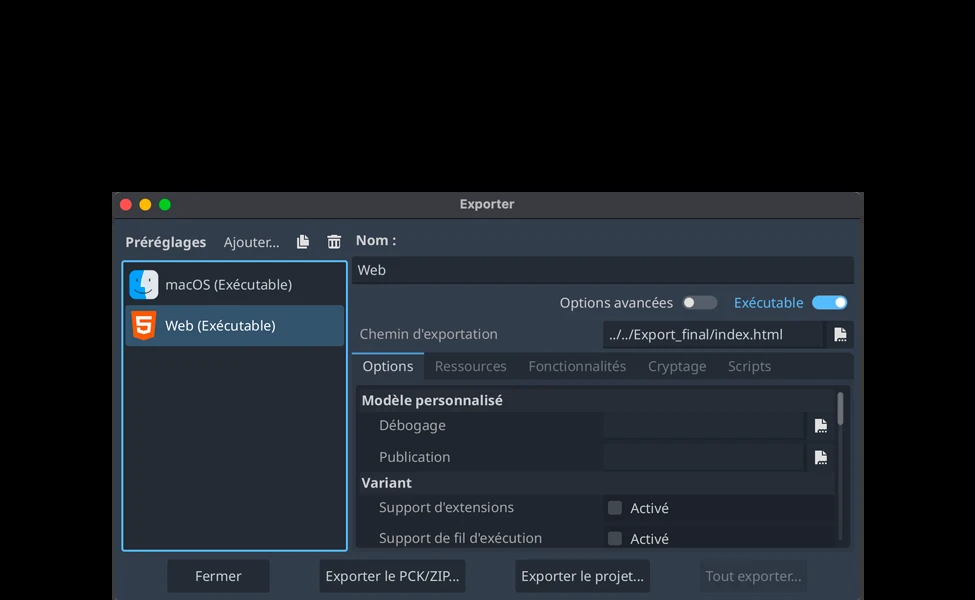 Exporter
Préréglages Ajouter...
Nom :
macOS (Exécutable)
Web (Exécutable)
Web
Options avancées
Exécutable
Chemin d'exportation
../../Export_final/index.html
Options Ressources Fonctionnalités Cryptage Scripts
Modèle personnalisé
Débogage
Publication
Variant
Support d'extensions
Activé
Support de fil d'exécution
Activé
Fermer Exporter le PCK/ZIP... Exporter le projet... Tout exporter...